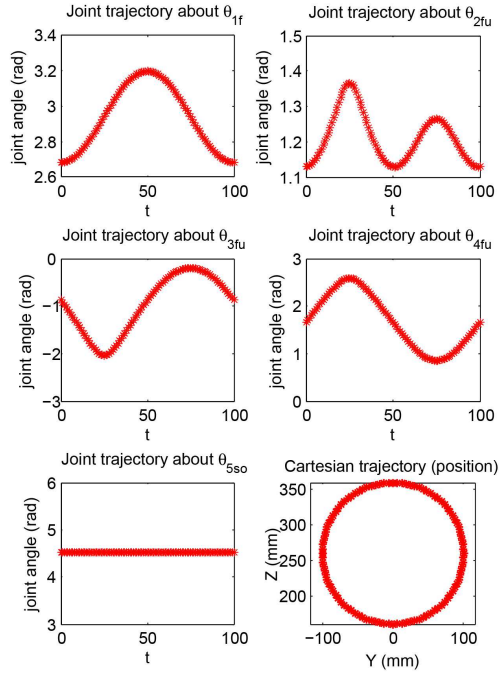 Joint trajectory about θ1f
3.4
3.2
3
2.8
2.6
0
50
100
joint angle (rad)
t
Joint trajectory about θ2fu
1.5
1.4
1.3
1.2
1.1
0
50
100
joint angle (rad)
t
Joint trajectory about θ3fu
0
−1
−2
−3
0
50
100
joint angle (rad)
t
Joint trajectory about θ4fu
3
2
1
0
0
50
100
joint angle (rad)
t
Joint trajectory about θ5so
6
5
4
3
0
50
100
joint angle (rad)
t
Cartesian trajectory (position)
350
300
250
200
−100
0
100
Z (mm)
Y (mm)